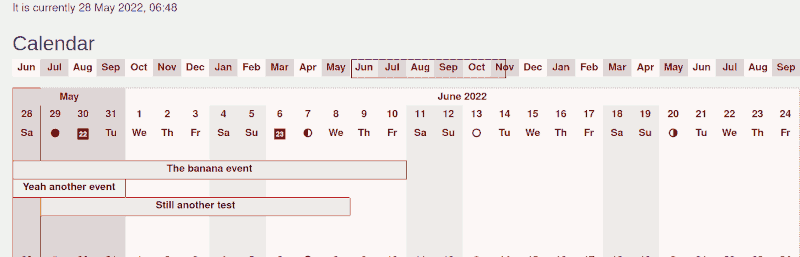 It is currently 28 May 2022, 06:48
Calendar
Jun Jul Aug Sep Oct Nov Dec Jan Feb Mar Apr May Jun Jul Aug Sep Oct Nov Dec Jan Feb Mar Apr May Jun Jul Aug Sep
May June 2022
28 29 30 31 1 2 3 4 5 6 7 8 9 10 11 12 13 14 15 16 17 18 19 20 21 22 23 24
Sa 22 Tu We Th Fr Sa Su 23 We Th Fr Sa Su Tu We Th Fr Sa Su Tu We Th Fr
The banana event
Yeah another event
Still another test